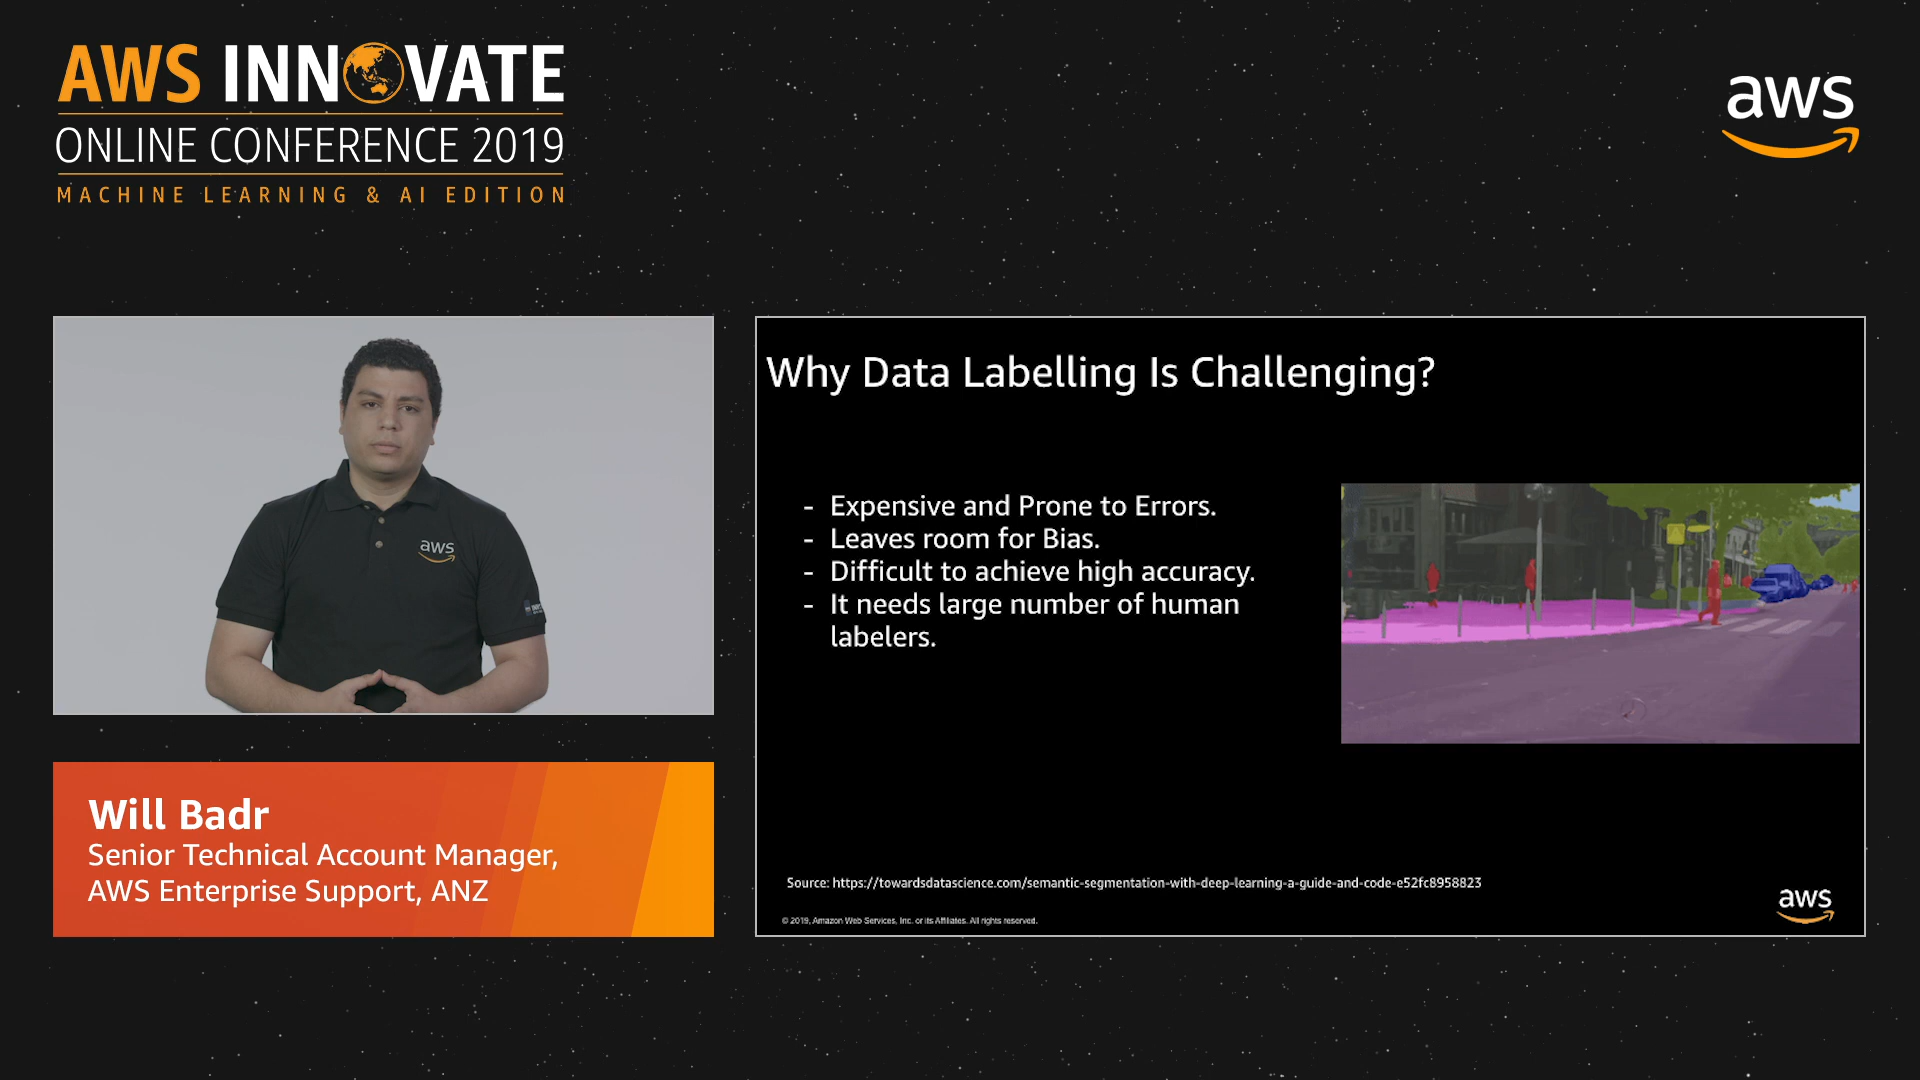 AWS INNOVATE
ONLINE CONFERENCE 2019
MACHINE LEARNING & AI EDITION
aws
aws
Will Badr
Senior Technical Account Manager,
AWS Enterprise Support, ANZ
Why Data Labelling Is Challenging?
- Expensive and Prone to Errors.
- Leaves room for Bias.
- Difficult to achieve high accuracy.
- It needs large number of human
labelers.
Source: https://towardsdatascience.com/semantic-segmentation-with-deep-learning-a-guide-and-code-e52fc8958823
© 2019, Amazon Web Services, Inc. or its Affiliates. All rights reserved.
aws